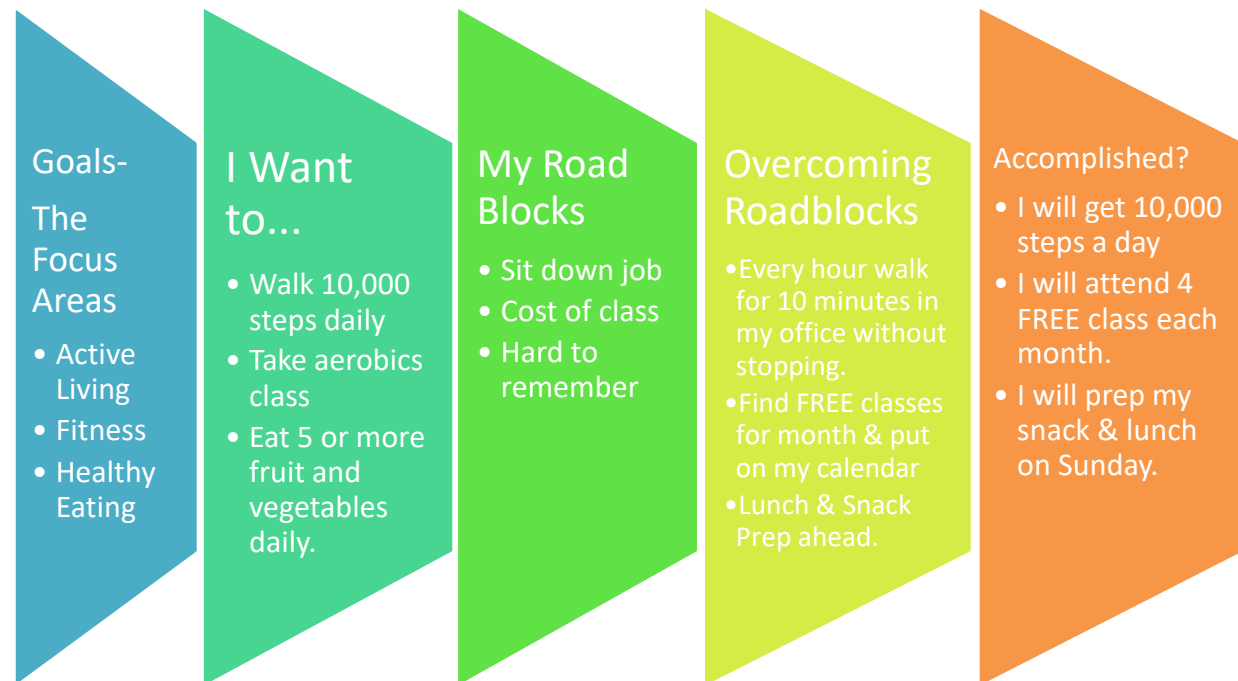 Goals-
The
Focus
Areas
• Active
Living
• Fitness
• Healthy
Eating
I Want
to...
• Walk 10,000
steps daily
• Take aerobics
class
• Eat 5 or more
fruit and
vegetables
daily.
My Road
Blocks
• Sit down job
• Cost of class
• Hard to
remember
Overcoming
Roadblocks
•Every hour walk
for 10 minutes in
my office without
stopping.
•Find FREE classes
for month & put
on my calendar
•Lunch & Snack
Prep ahead.
Accomplished?
• I will get 10,000
steps a day
• I will attend 4
FREE class each
month.
• I will prep my
snack & lunch
on Sunday.